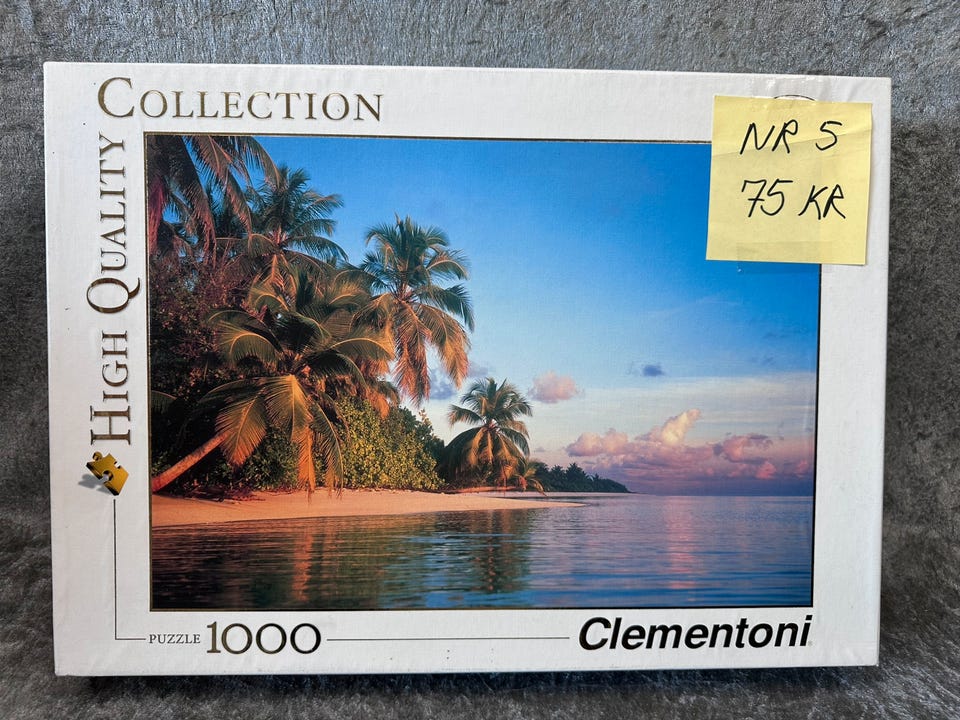 HIGH QUALITY
COLLECTION
NR 5
75 KR
PUZZLE 1000
Clementoni